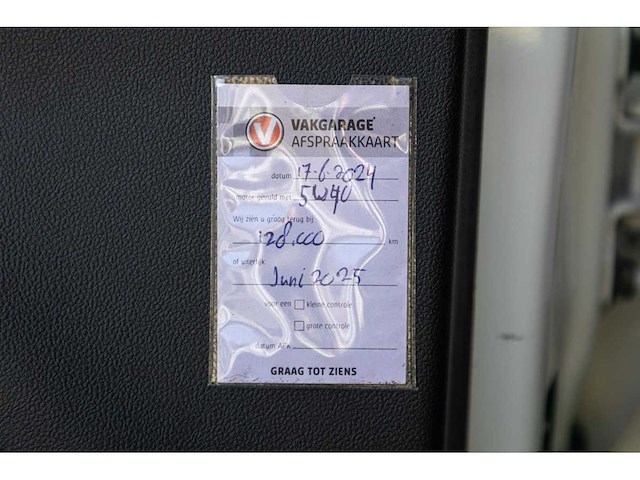 V VAKGARAGE
AFSPRAAKKAART
datum 17-6-2024
motor gevuld met 5W40
Wij zien u graag terug bij
128.000 km
of uiterlijk
Juni 2025
voor een kleine controle
grote controle
datum APK
GRAAG TOT ZIENS